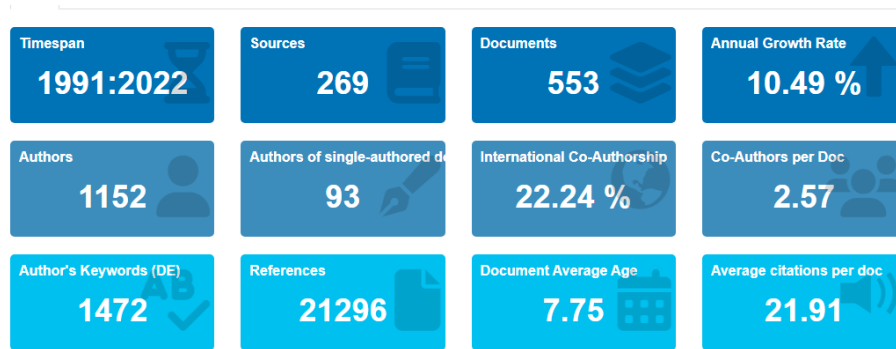 Timespan
1991:2022
Sources
269
Documents
553
Annual Growth Rate
10.49 %
Authors
1152
Authors of single-authored d
93
International Co-Authorship
22.24 %
Co-Authors per Doc
2.57
Author's Keywords (DE)
1472
References
21296
Document Average Age
7.75
Average citations per doc
21.91